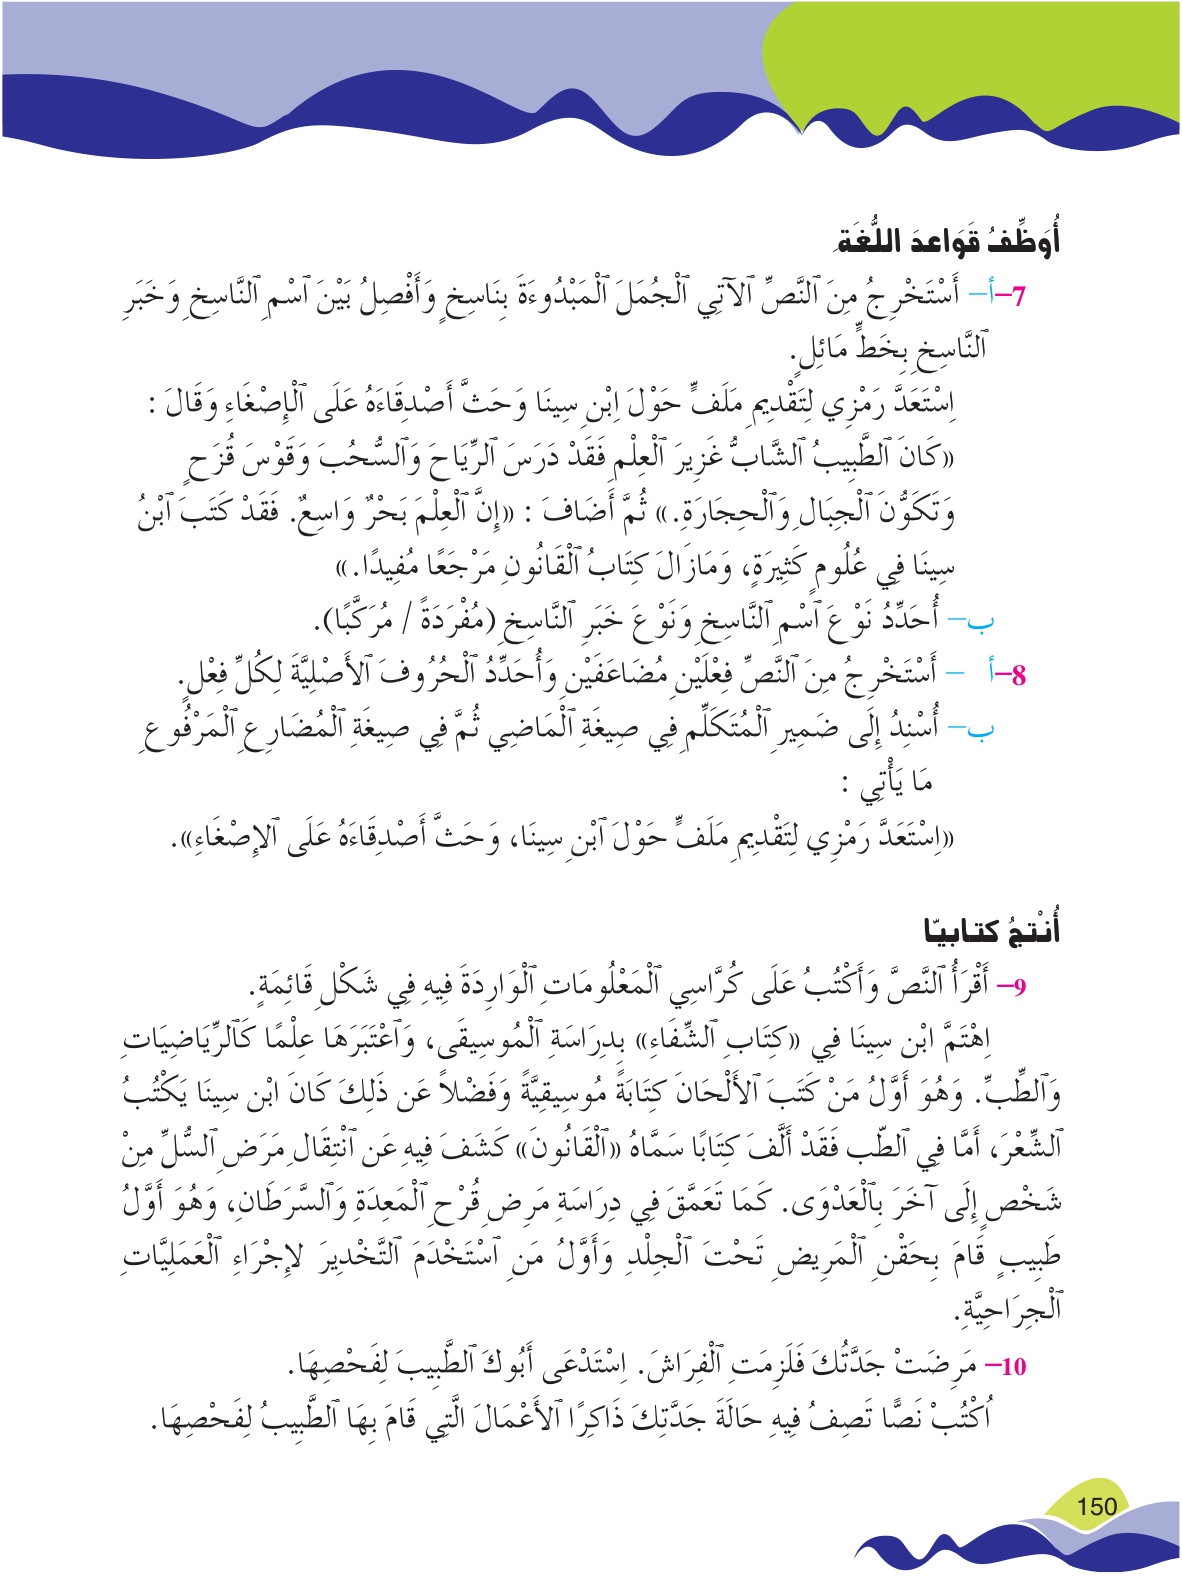 أُوَظِّفُ قَوَاعدَ اللُّغَةِ
7–أ– أَسْتَخْرِجُ مِنَ ٱلنَّصِّ ٱلآتِي ٱلْجُمَلَ ٱلْمَبْدُوءَةَ بِنَاسِخٍ وَأَفْصِلُ بَيْنَ ٱسْمِ ٱلنَّاسِخِ وَخَبَرِ
ٱلنَّاسِخِ بِخَطٍّ مَائِلٍ.
اِسْتَعَدَّ رَمْزِي لِتَقْدِيمِ مَلَفٍّ حَوْلَ اِبْنِ سِينَا وَحَثَّ أَصْدِقَاءَهُ عَلَى ٱلْإِصْغَاءِ وَقَالَ :
«كَانَ ٱلطَّبِيبُ ٱلشَّابُّ غَزِيرَ ٱلْعِلْمِ فَقَدْ دَرَسَ ٱلرِّيَاحَ وَٱلسُّحُبَ وَقَوْسَ قُزَحٍ
وَتَكَوُّنَ ٱلْجِبَالِ وَٱلْحِجَارَةِ.» ثُمَّ أَضَافَ : «إِنَّ ٱلْعِلْمَ بَحْرٌ وَاسِعٌ. فَقَدْ كَتَبَ ٱبْنُ
سِينَا فِي عُلُومٍ كَثِيرَةٍ، وَمَازَالَ كِتَابُ ٱلْقَانُونِ مَرْجَعًا مُفِيدًا.»
ب– أُحَدِّدُ نَوْعَ ٱسْمِ ٱلنَّاسِخِ وَنَوْعَ خَبَرِ ٱلنَّاسِخِ (مُفْرَدَةً / مُرَكَّبًا).
8–أ – أَسْتَخْرِجُ مِنَ ٱلنَّصِّ فِعْلَيْنِ مُضَاعَفَيْنِ وَأُحَدِّدُ ٱلْحُرُوفَ ٱلأَصْلِيَّةَ لِكُلِّ فِعْلٍ.
ب– أُسْنِدُ إِلَى ضَمِيرِ ٱلْمُتَكَلِّمِ فِي صِيغَةِ ٱلْمَاضِي ثُمَّ فِي صِيغَةِ ٱلْمُضَارِعِ ٱلْمَرْفُوعِ
مَا يَأْتِي :
«اِسْتَعَدَّ رَمْزِي لِتَقْدِيمِ مَلَفٍّ حَوْلَ ٱبْنِ سِينَا، وَحَثَّ أَصْدِقَاءَهُ عَلَى ٱلإِصْغَاءِ».
أُنْتجُ كتابيّا
9– أَقْرَأُ ٱلنَّصَّ وَأَكْتُبُ عَلَى كُرَّاسِي ٱلْمَعْلُومَاتِ ٱلْوَارِدَةَ فِيهِ فِي شَكْلِ قَائِمَةٍ.
اِهْتَمَّ ابْن سِينَا فِي «كِتَابِ ٱلشِّفَاءِ» بِدِرَاسَةِ ٱلْمُوسِيقَى، وَٱعْتَبَرَهَا عِلْمًا كَٱلرِّيَاضِيَاتِ
وَٱلطِّبِّ. وَهُوَ أَوَّلُ مَنْ كَتَبَ ٱلأَلْحَانَ كِتَابَةً مُوسِيقِيَّةً وَفَضْلاً عَن ذَلِكَ كَانَ ابْن سِينَا يَكْتُبُ
ٱلشِّعْرَ، أَمَّا فِي ٱلطّب فَقَدْ أَلَّفَ كِتَابًا سَمَّاهُ «ٱلْقَانُونَ» كَشَفَ فِيهِ عَن ٱنْتِقَالِ مَرَضِ ٱلسُّلِّ مِنْ
شَخْصٍ إِلَى آخَرَ بِٱلْعَدْوَى. كَمَا تَعَمَّقَ فِي دِرَاسَةِ مَرَضِ قُرْحِ ٱلْمَعِدَةِ وَٱلسَّرَطَانِ، وَهُوَ أَوَّلُ
طَبِيبٍ قَامَ بِحَقْنِ ٱلْمَرِيضِ تَحْتَ ٱلْجِلْدِ وَأَوَّلُ مَنِ ٱسْتَخْدَمَ ٱلتَّخْدِيرَ لإِجْرَاءِ ٱلْعَمَلِيَّاتِ
ٱلْجِرَاحِيَّةِ.
10– مَرِضَتْ جَدَّتُكَ فَلَزِمَتِ ٱلْفِرَاشَ. اِسْتَدْعَى أَبُوكَ ٱلطَّبِيبَ لِفَحْصِهَا.
اُكْتُبْ نَصًّا تَصِفُ فِيهِ حَالَةَ جَدَّتِكَ ذَاكِرًا ٱلأَعْمَالَ الَّتِي قَامَ بِهَا ٱلطَّبِيبُ لِفَحْصِهَا.
150